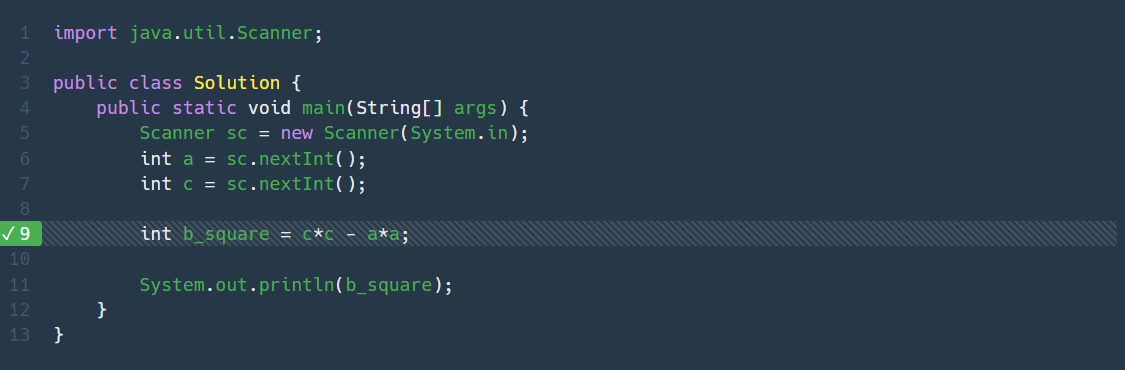 1 import java.util.Scanner;
2
3 public class Solution {
4     public static void main(String[] args) {
5         Scanner sc = new Scanner(System.in);
6         int a = sc.nextInt();
7         int c = sc.nextInt();
8
✓ 9         int b_square = c*c - a*a;
10
11         System.out.println(b_square);
12     }
13 }